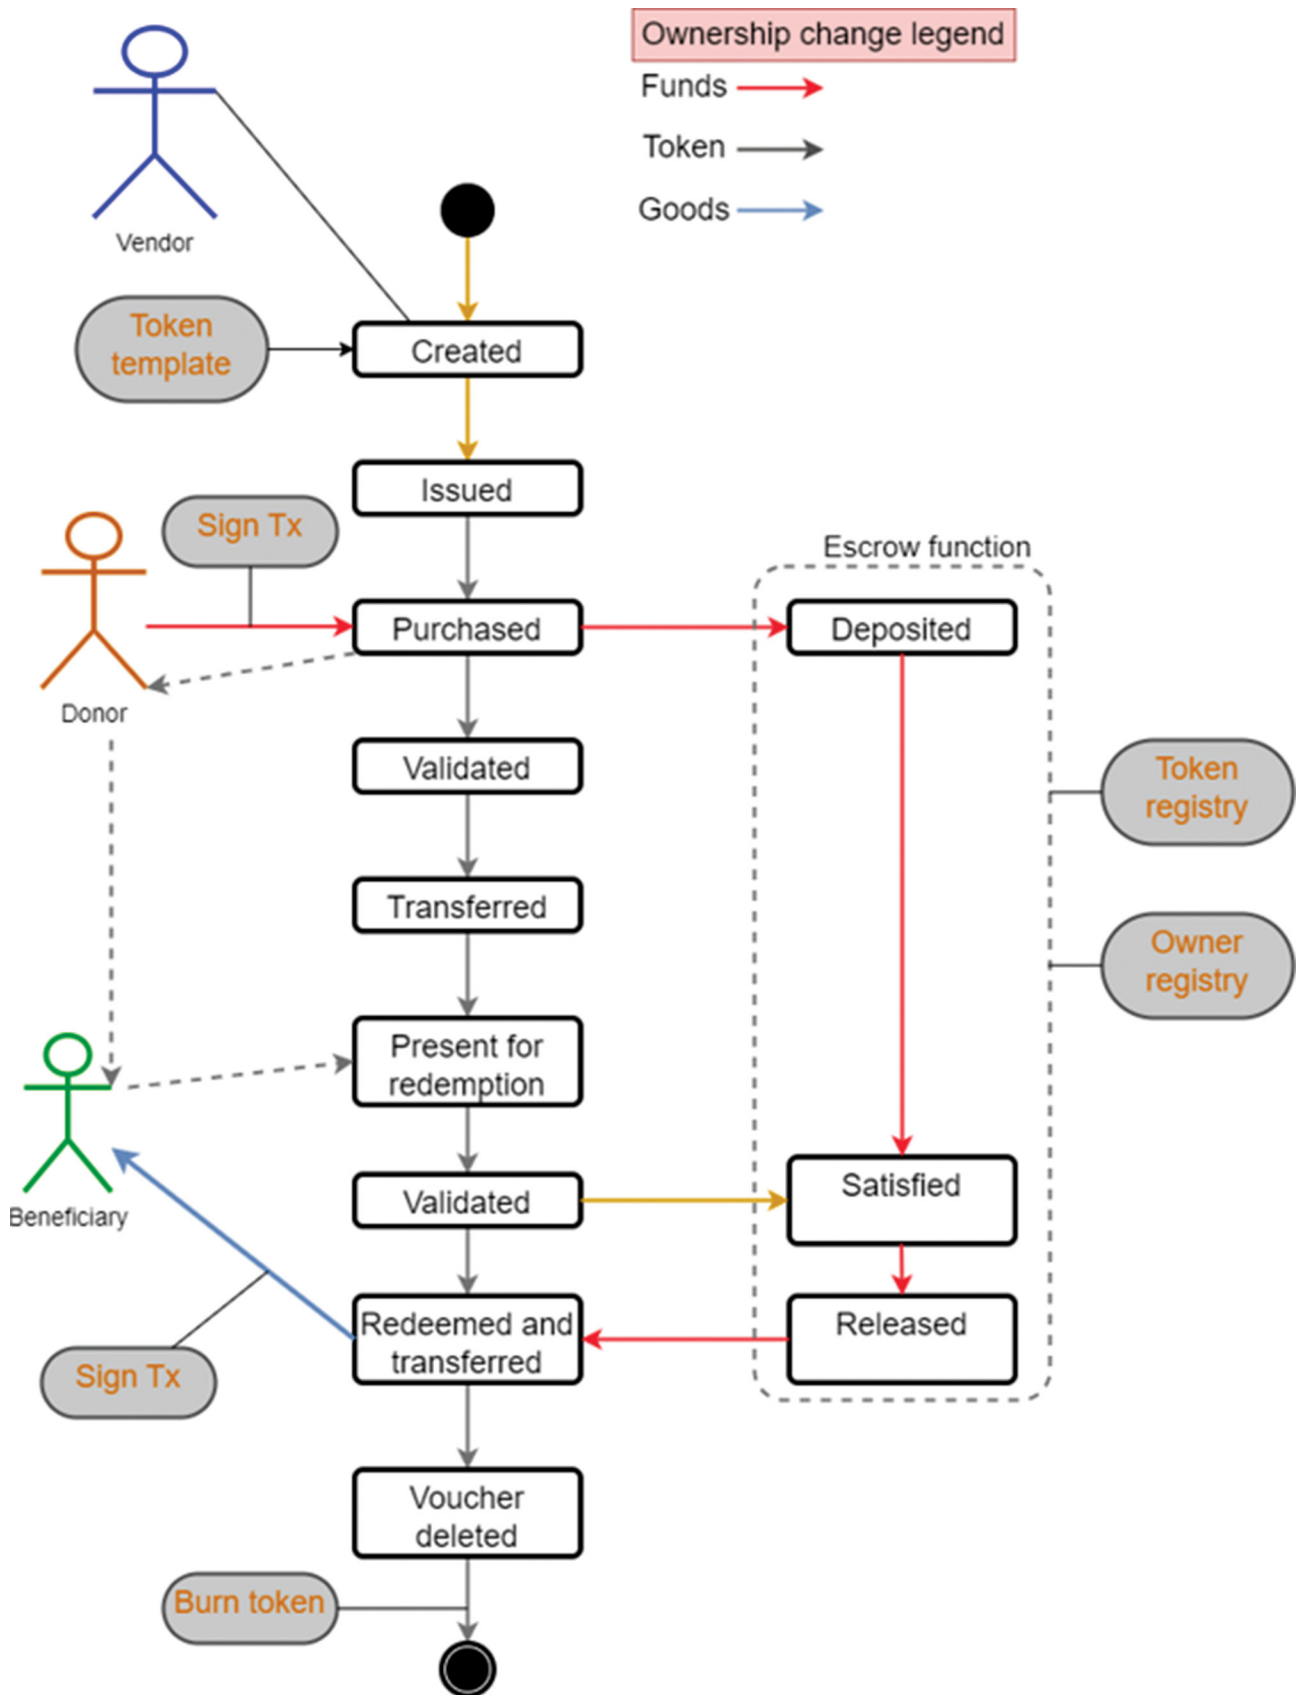 Ownership change legend
Funds
Token
Goods
Vendor
Token
template
Created
Issued
Sign Tx
Escrow function
Purchased
Deposited
Donor
Validated
Token
registry
Transferred
Owner
registry
Present for
redemption
Validated
Satisfied
Beneficiary
Redeemed and
transferred
Released
Sign Tx
Voucher
deleted
Burn token